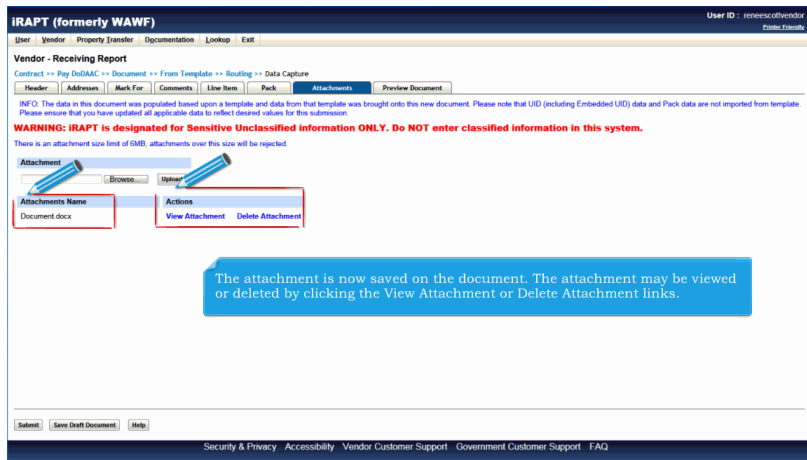 iRAPT (formerly WAWF)
User ID : reneescottvendor
Printer Friendly
User Vendor Property Transfer Documentation Lookup Exit
Vendor - Receiving Report
Contract >> Pay DoDAAC >> Document >> From Template >> Routing >> Data Capture
Header Addresses Mark For Comments Line Item Pack Attachments Preview Document
INFO: The data in this document was populated based upon a template and data from that template was brought onto this new document. Please note that UID (including Embedded UID) data and Pack data are not imported from template.
Please ensure that you have updated all applicable data to reflect desired values for this submission.
WARNING: iRAPT is designated for Sensitive Unclassified information ONLY. Do NOT enter classified information in this system.
There is an attachment size limit of 6MB, attachments over this size will be rejected.
Attachment
Browse... Upload
Attachments Name Actions
Document.docx View Attachment Delete Attachment
The attachment is now saved on the document. The attachment may be viewed
or deleted by clicking the View Attachment or Delete Attachment links.
Submit Save Draft Document Help
Security & Privacy Accessibility Vendor Customer Support Government Customer Support FAQ